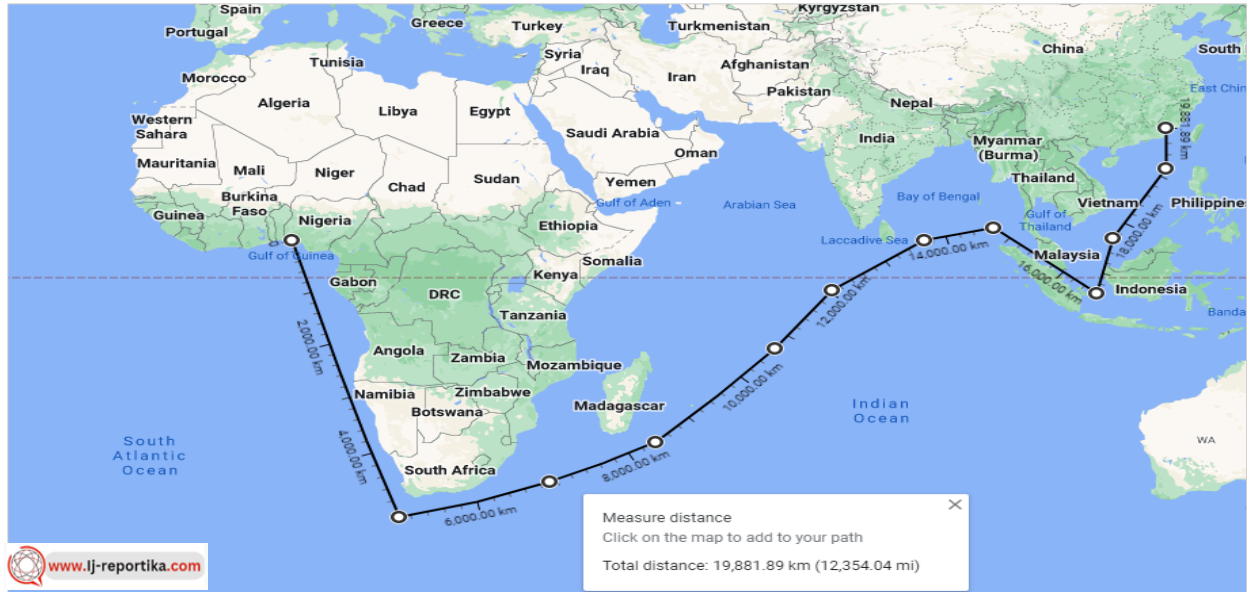 Spain
Portugal
Greece
Turkey
Turkmenistan
Kyrgyzstan
China
South
Tunisia
Syria
Iraq
Iran
Afghanistan
Morocco
Pakistan
East Chin
Algeria
Libya
Egypt
Nepal
Western
Sahara
Saudi Arabia
India
Myanmar
(Burma)
Mauritania
Mali
Niger
Oman
Chad
Sudan
Yemen
Thailand
Burkina
Faso
Guinea
Nigeria
Gulf of Aden
Arabian Sea
Bay of Bengal
Gulf of
Thailand
Vietnam
Philippine
Ethiopia
Laccadive Sea
0
Gulf of Guinea
Somalia
Malaysia
Gabon
Kenya
DRC
Indonesia
Tanzania
Banda
Angola
Zambia
Mozambique
Namibia
Zimbabwe
Botswana
Madagascar
Indian
Ocean
South
Atlantic
Ocean
South Africa
WA
2,000.00 km
4,000.00 km
6,000.00 km
8,000.00 km
10,000.00 km
12,000.00 km
14,000.00 km
16,000.00 km
18,000.00 km
19,881.89 km
Measure distance
Click on the map to add to your path
Total distance: 19,881.89 km (12,354.04 mi)
www.Ij-reportika.com